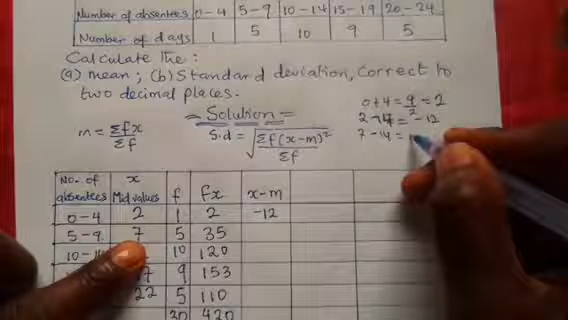 Number of absentees 0-4 5-9 10-14 15-19 20-24
Number of days 1 5 10 9 5
Calculate the:
(a) mean; (b) Standard deviation, correct to
two decimal places.
Solution
m = Σfx / Σf
S.d = √(Σf(x-m)² / Σf)
0+4 = 4/2 = 2
2-14 = -12
7-14 =
No. of absentees x Mid values f fx x-m
0-4 2 1 2 -12
5-9 7 5 35
10-14 10 120
7 9 153
22 5 110
30 420